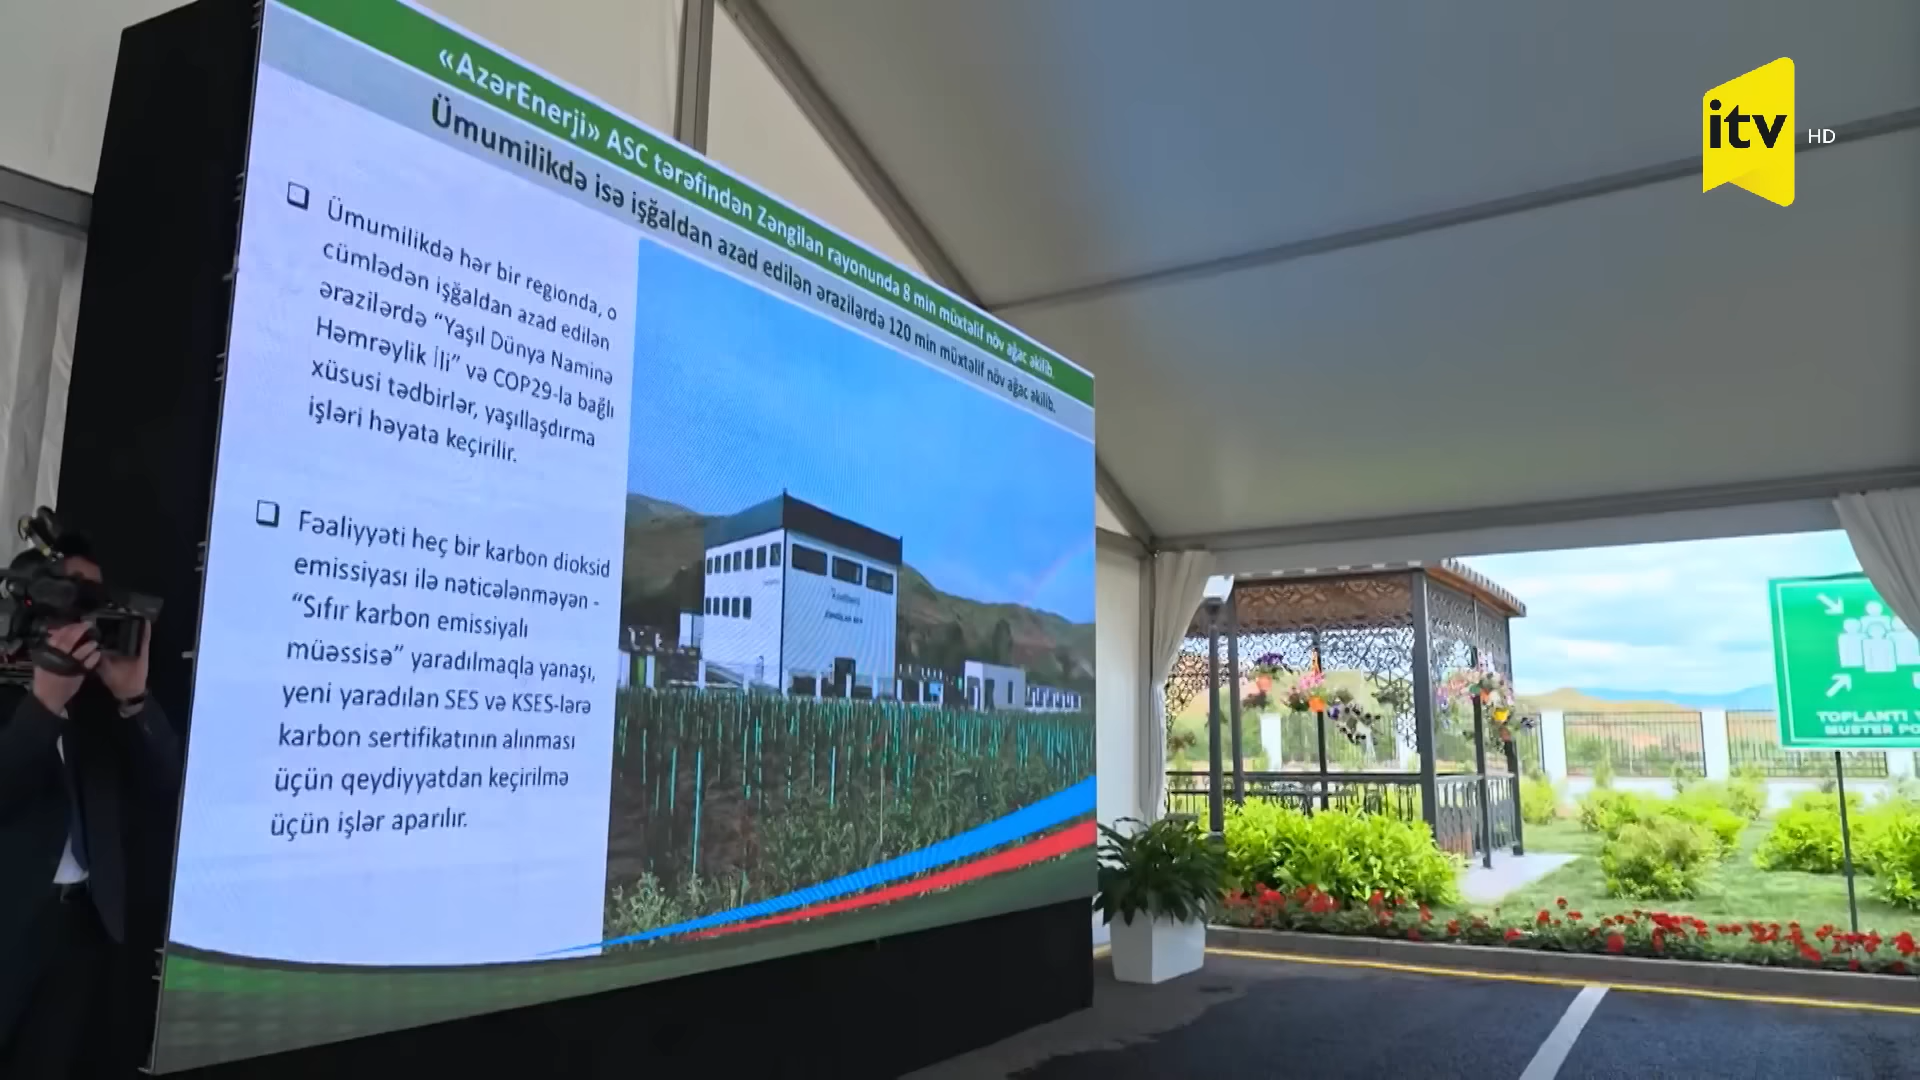 «AzərEnerji» ASC tərəfindən Zəngilan rayonunda 8 min müxtəlif növ ağac əkilib.
Ümumilikdə isə işğaldan azad edilən ərazilərdə 120 min müxtəlif növ ağac əkilib.
Ümumilikdə hər bir regionda, o
cümlədən işğaldan azad edilən
ərazilərdə “Yaşıl Dünya Naminə
Həmrəylik İli” və COP29-la bağlı
xüsusi tədbirlər, yaşıllaşdırma
işləri həyata keçirilir.
Fəaliyyəti heç bir karbon dioksid
emissiyası ilə nəticələnməyən -
“Sıfır karbon emissiyalı
müəssisə” yaradılmaqla yanaşı,
yeni yaradılan SES və KSES-lərə
karbon sertifikatının alınması
üçün qeydiyyatdan keçirilmə
üçün işlər aparılır.
itv HD
TOPLANTI
MUSTER PO